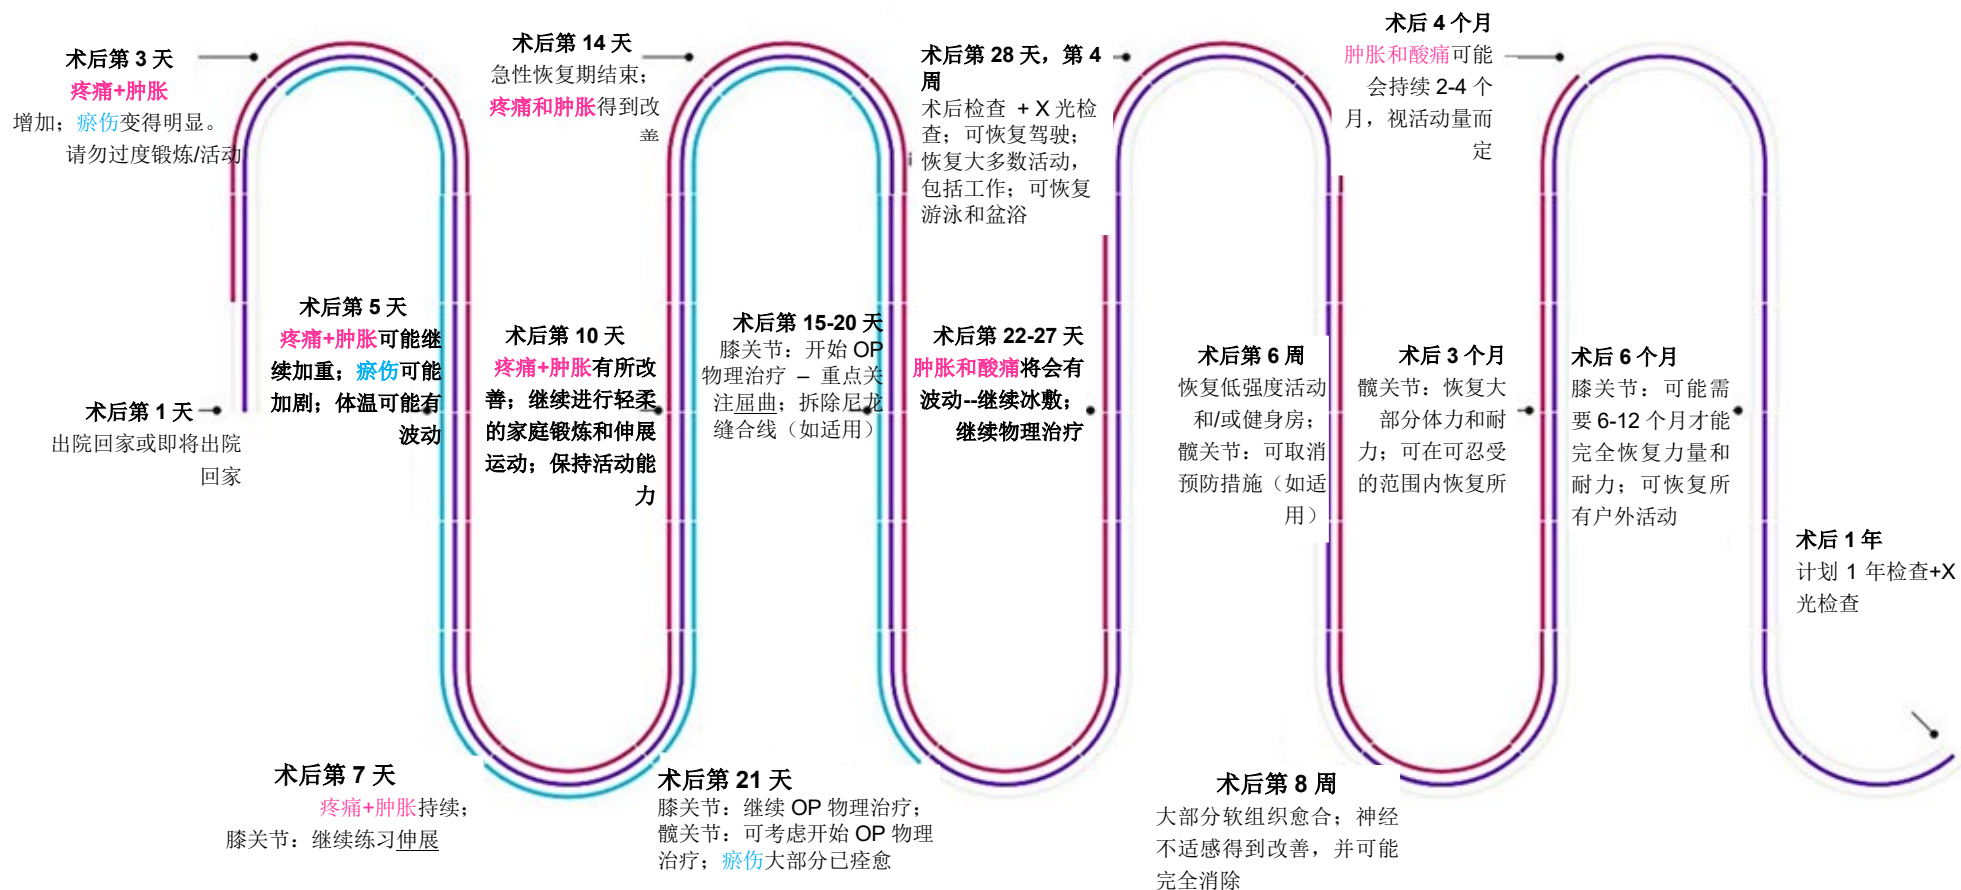 术后第 1 天
出院回家或即将出院
回家
术后第 3 天
疼痛+肿胀
增加；瘀伤变得明显。
请勿过度锻炼/活动
术后第 5 天
疼痛+肿胀可能继
续加重；瘀伤可能
加剧；体温可能有
波动
术后第 7 天
疼痛+肿胀持续；
膝关节：继续练习伸展
术后第 10 天
疼痛+肿胀有所改
善；继续进行轻柔
的家庭锻炼和伸展
运动；保持活动能
力
术后第 14 天
急性恢复期结束；
疼痛和肿胀得到改
善
术后第 15-20 天
膝关节：开始 OP
物理治疗 – 重点关
注屈曲；拆除尼龙
缝合线（如适用）
术后第 21 天
膝关节：继续 OP 物理治疗；
髋关节：可考虑开始 OP 物理
治疗；瘀伤大部分已痊愈
术后第 22-27 天
肿胀和酸痛将会有
波动--继续冰敷；
继续物理治疗
术后第 28 天，第 4
周
术后检查 + X 光检
查；可恢复驾驶；
恢复大多数活动，
包括工作；可恢复
游泳和盆浴
术后第 6 周
恢复低强度活动
和/或健身房；
髋关节：可取消
预防措施（如适
用）
术后第 8 周
大部分软组织愈合；神经
不适感得到改善，并可能
完全消除
术后 3 个月
髋关节：恢复大
部分体力和耐
力；可在可忍受
的范围内恢复所
术后 4 个月
肿胀和酸痛可能
会持续 2-4 个
月，视活动量而
定
术后 6 个月
膝关节：可能需
要 6-12 个月才能
完全恢复力量和
耐力；可恢复所
有户外活动
术后 1 年
计划 1 年检查+X
光检查